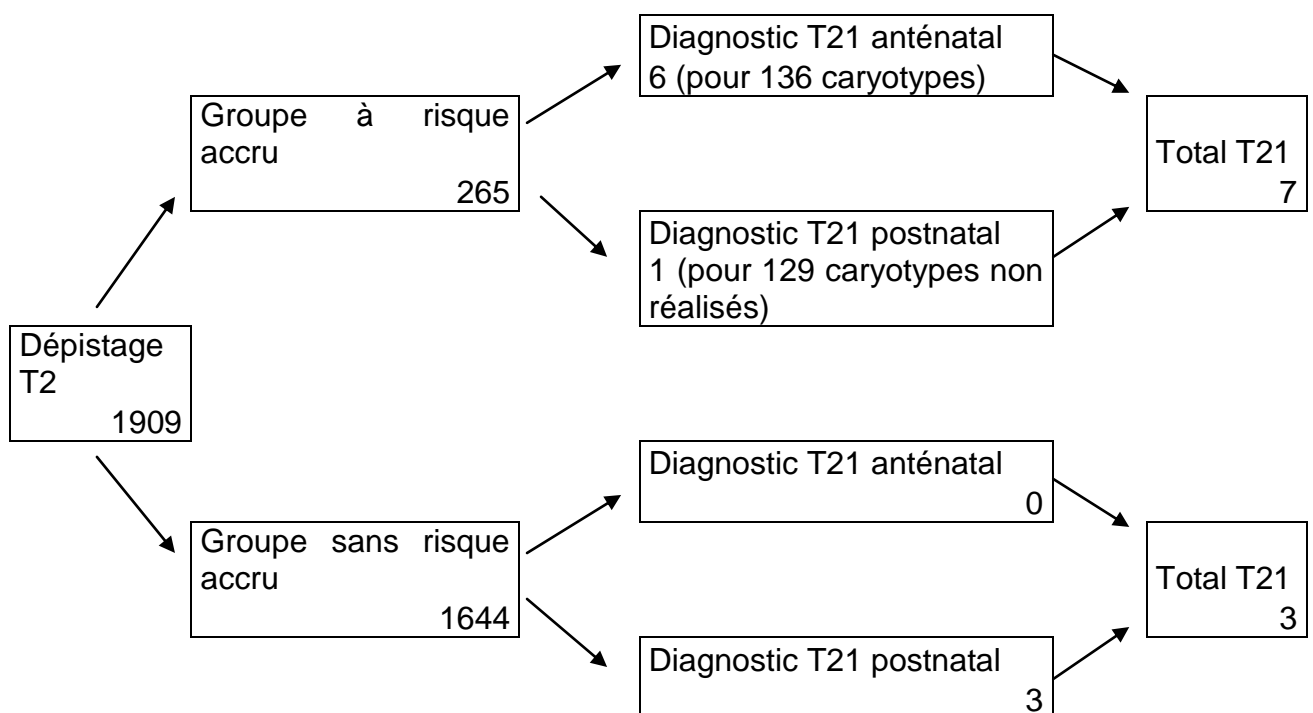 Dépistage
T2
1909
Groupe à risque
accru
265
Diagnostic T21 anténatal
6 (pour 136 caryotypes)
Diagnostic T21 postnatal
1 (pour 129 caryotypes non
réalisés)
Total T21
7
Groupe sans risque
accru
1644
Diagnostic T21 anténatal
0
Diagnostic T21 postnatal
3
Total T21
3